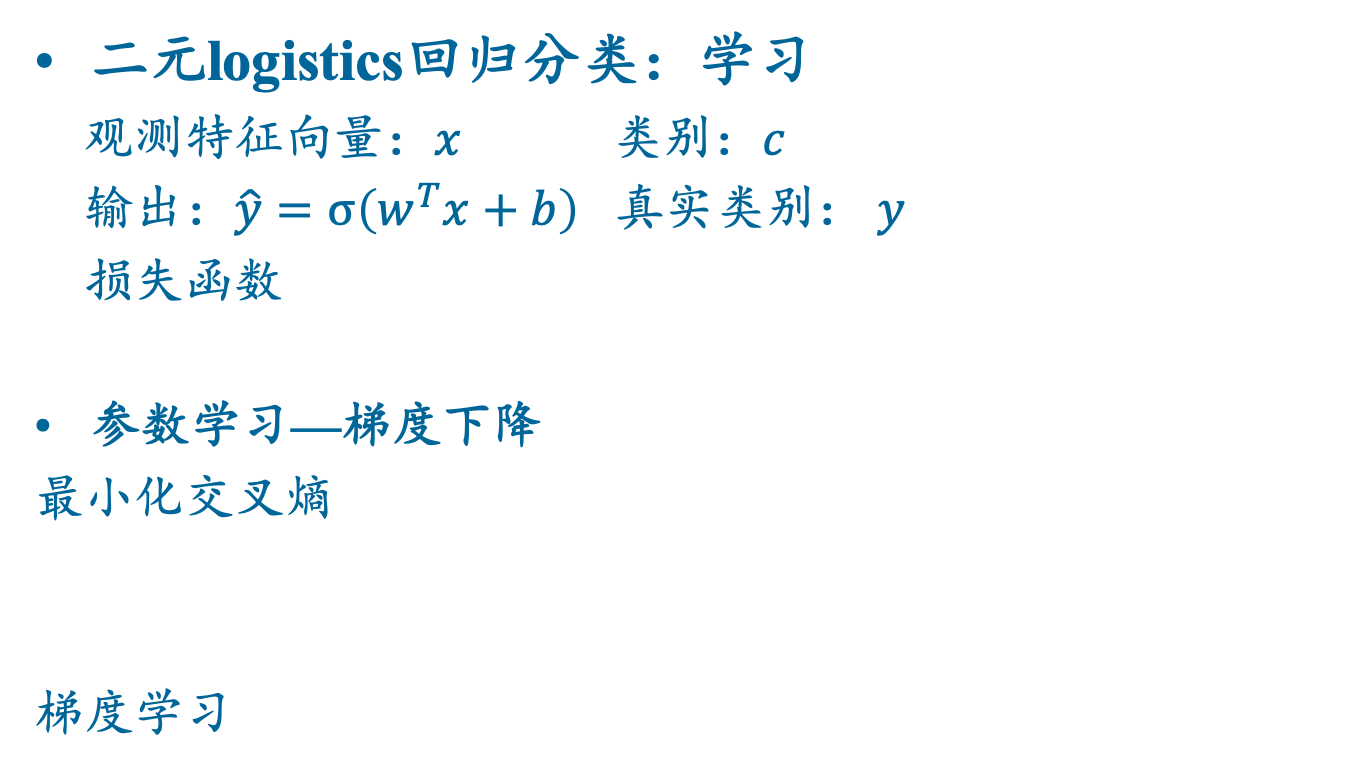 • 二元logistics回归分类：学习
观测特征向量：x 类别：c
输出：ŷ = σ(wᵀx + b) 真实类别： y
损失函数
• 参数学习—梯度下降
最小化交叉熵
梯度学习